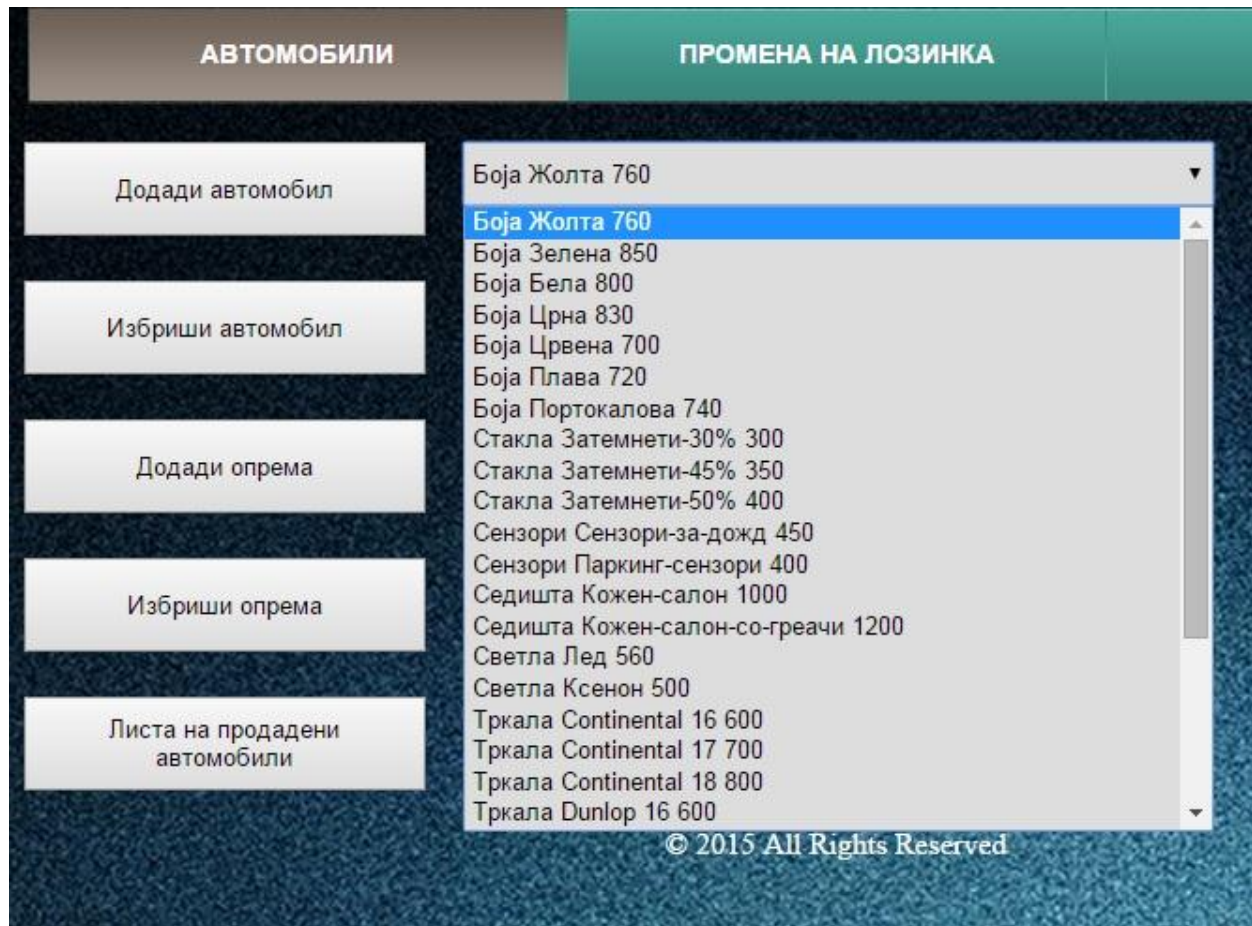 АВТОМОБИЛИ
ПРОМЕНА НА ЛОЗИНКА
Додади автомобил
Избриши автомобил
Додади опрема
Избриши опрема
Листа на продадени
автомобили
Боја Жолта 760
Боја Жолта 760
Боја Зелена 850
Боја Бела 800
Боја Црна 830
Боја Црвена 700
Боја Плава 720
Боја Портокалова 740
Стакла Затемнети-30% 300
Стакла Затемнети-45% 350
Стакла Затемнети-50% 400
Сензори Сензори-за-дожд 450
Сензори Паркинг-сензори 400
Седишта Кожен-салон 1000
Седишта Кожен-салон-со-греачи 1200
Светла Лед 560
Светла Ксенон 500
Тркала Continental 16 600
Тркала Continental 17 700
Тркала Continental 18 800
Тркала Dunlop 16 600
© 2015 All Rights Reserved